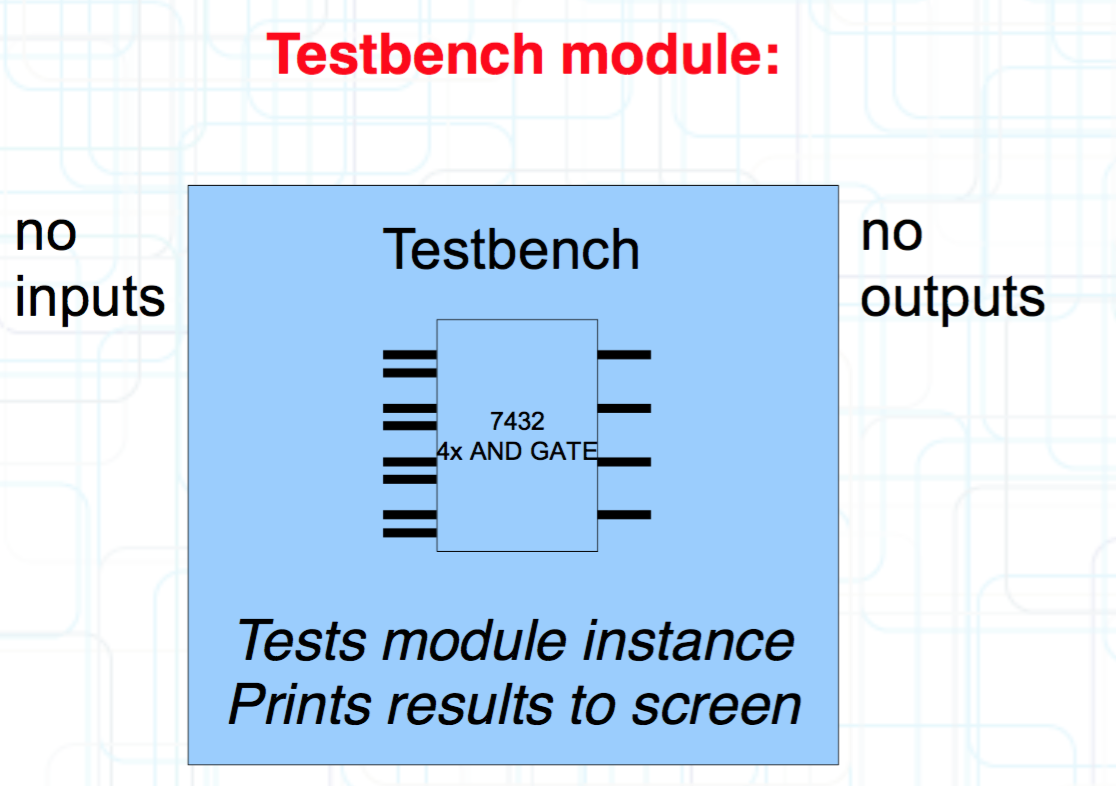 Testbench module:
no
inputs
Testbench
no
outputs
7432
4x AND GATE
Tests module instance
Prints results to screen